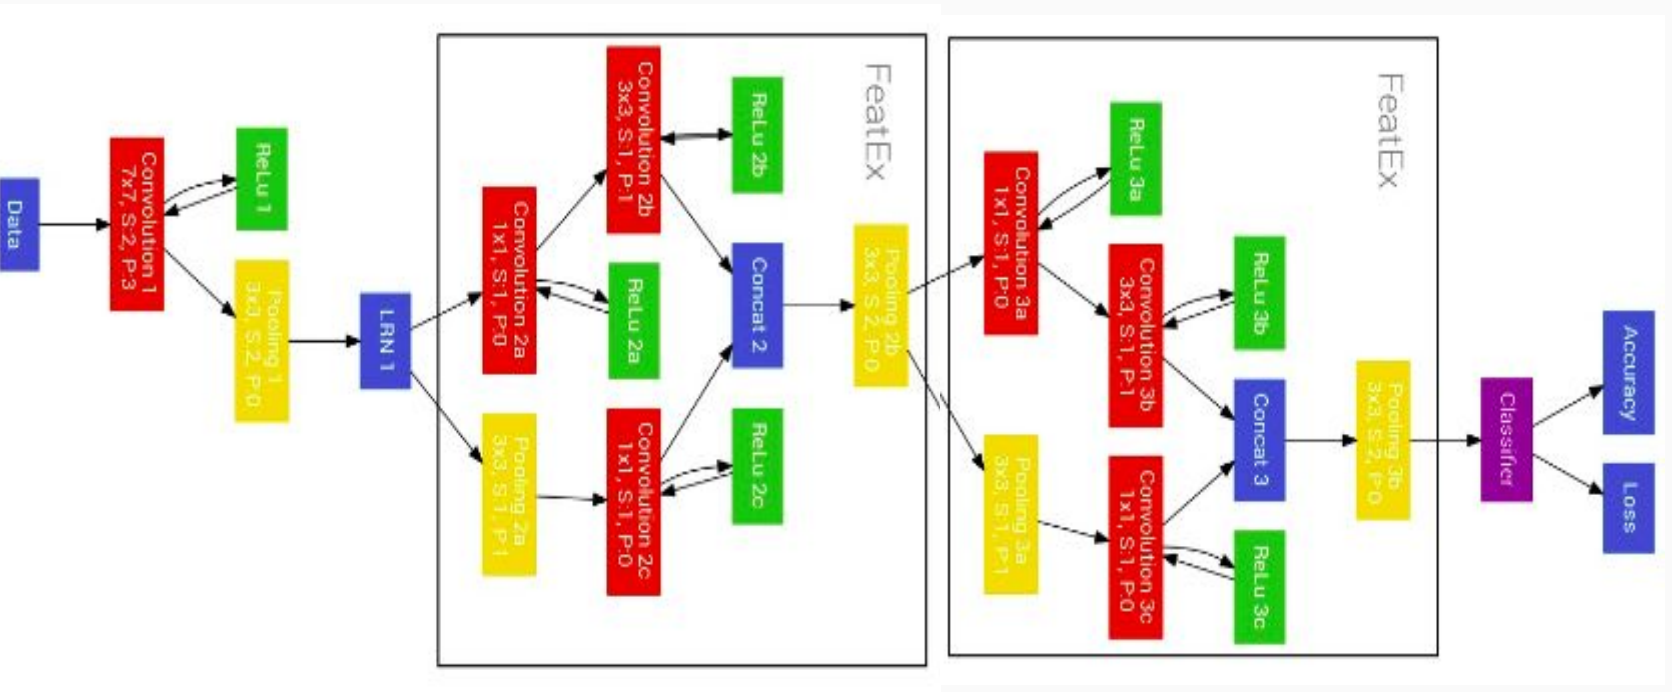 Data
Convolution 1
7x7, S:2, P:3
ReLu 1
Pooling 1
3x3, S:2, P:0
LRN 1
FeatEx
Convolution 2a
1x1, S:1, P:0
Pooling 2a
3x3, S:1, P:1
Convolution 2b
3x3, S:1, P:1
ReLu 2a
Convolution 2c
1x1, S:1, P:0
ReLu 2b
Concat 2
ReLu 2c
Pooling 2b
3x3, S:2, P:0
FeatEx
Convolution 3a
1x1, S:1, P:0
Pooling 3a
3x3, S:1, P:1
ReLu 3a
Convolution 3b
3x3, S:1, P:1
Convolution 3c
1x1, S:1, P:0
ReLu 3b
Concat 3
ReLu 3c
Pooling 3b
3x3, S:2, P:0
Classifier
Accuracy
Loss